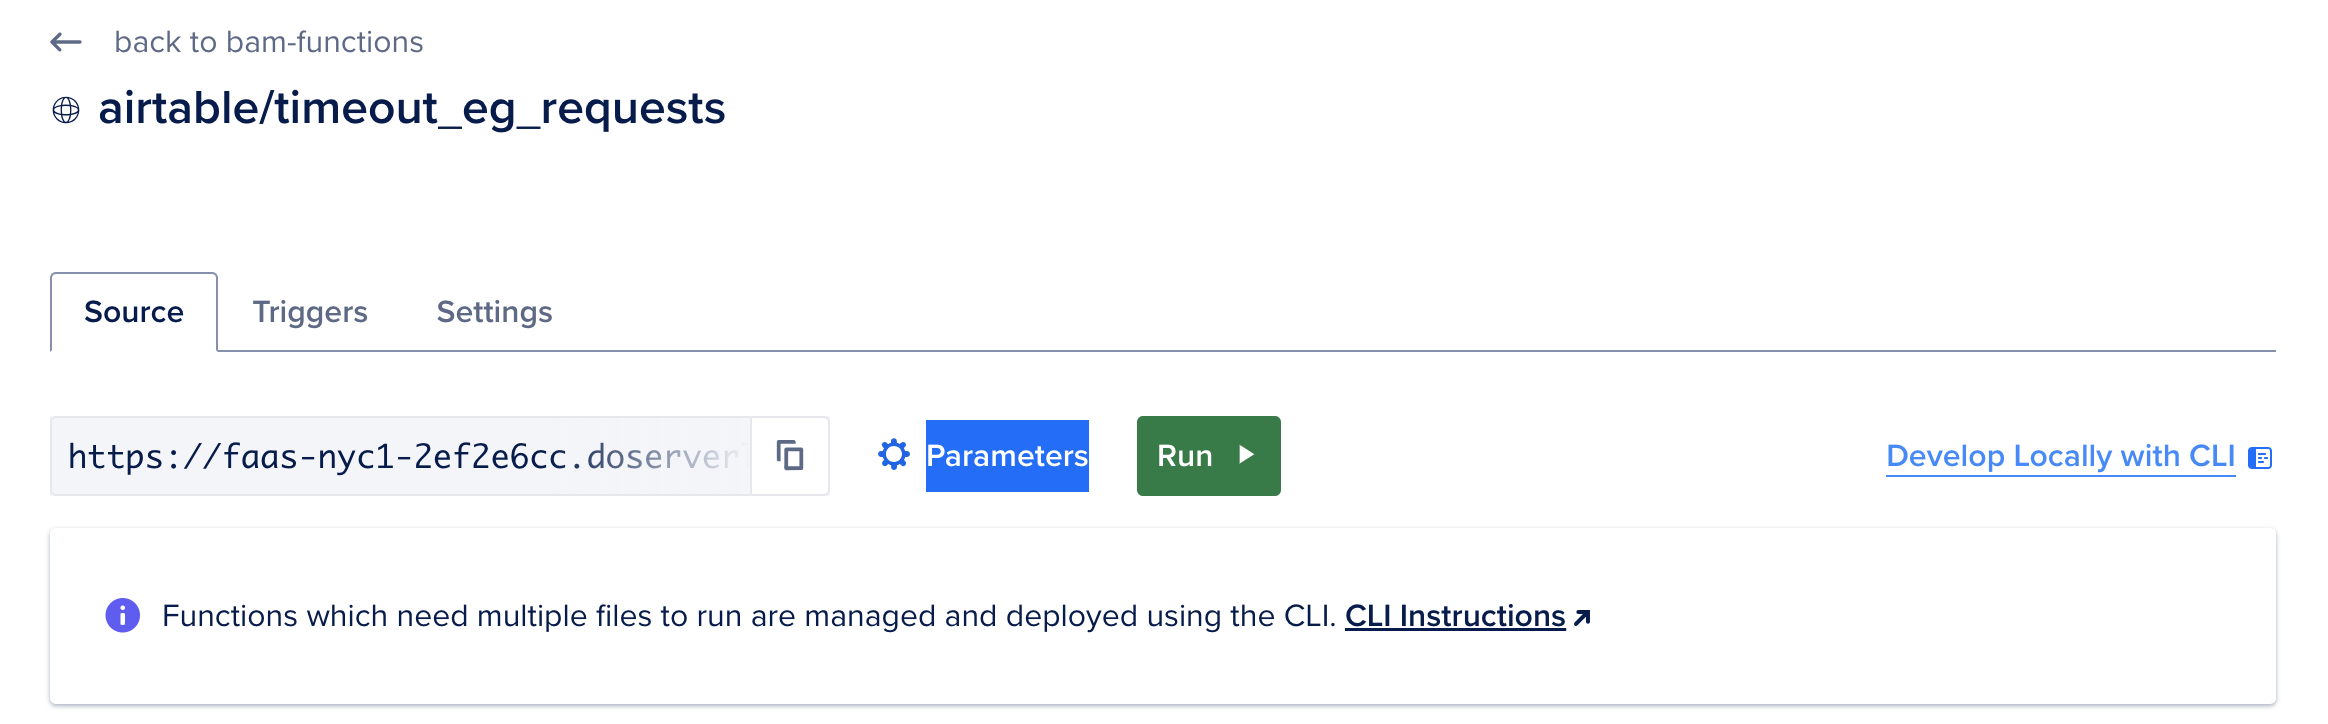 back to bam-functions
airtable/timeout_eg_requests
Source Triggers Settings
https://faas-nyc1-2ef2e6cc.doserver Parameters Run Develop Locally with CLI
Functions which need multiple files to run are managed and deployed using the CLI. CLI Instructions